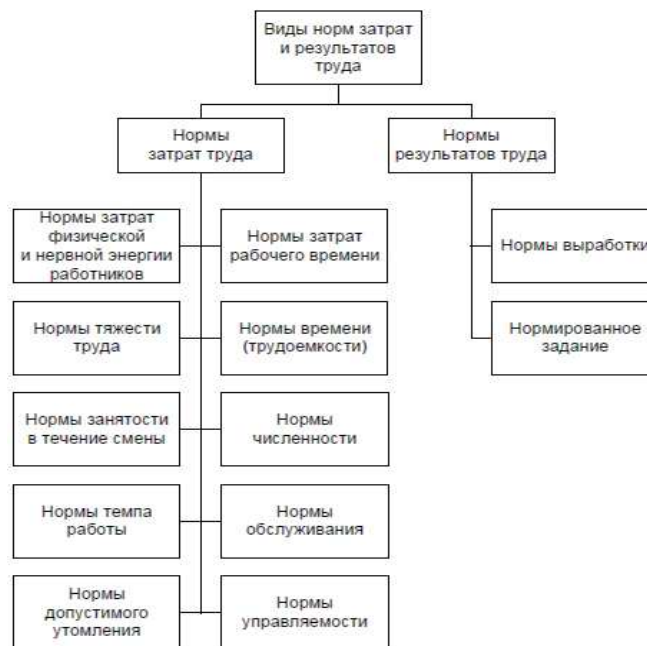 Виды норм затрат
и результатов
труда
Нормы
затрат труда
Нормы
результатов труда
Нормы затрат
физической
и нервной энергии
работников
Нормы затрат
рабочего времени
Нормы выработки
Нормы тяжести
труда
Нормы времени
(трудоемкости)
Нормированное
задание
Нормы занятости
в течение смены
Нормы
численности
Нормы темпа
работы
Нормы
обслуживания
Нормы
допустимого
утомления
Нормы
управляемости